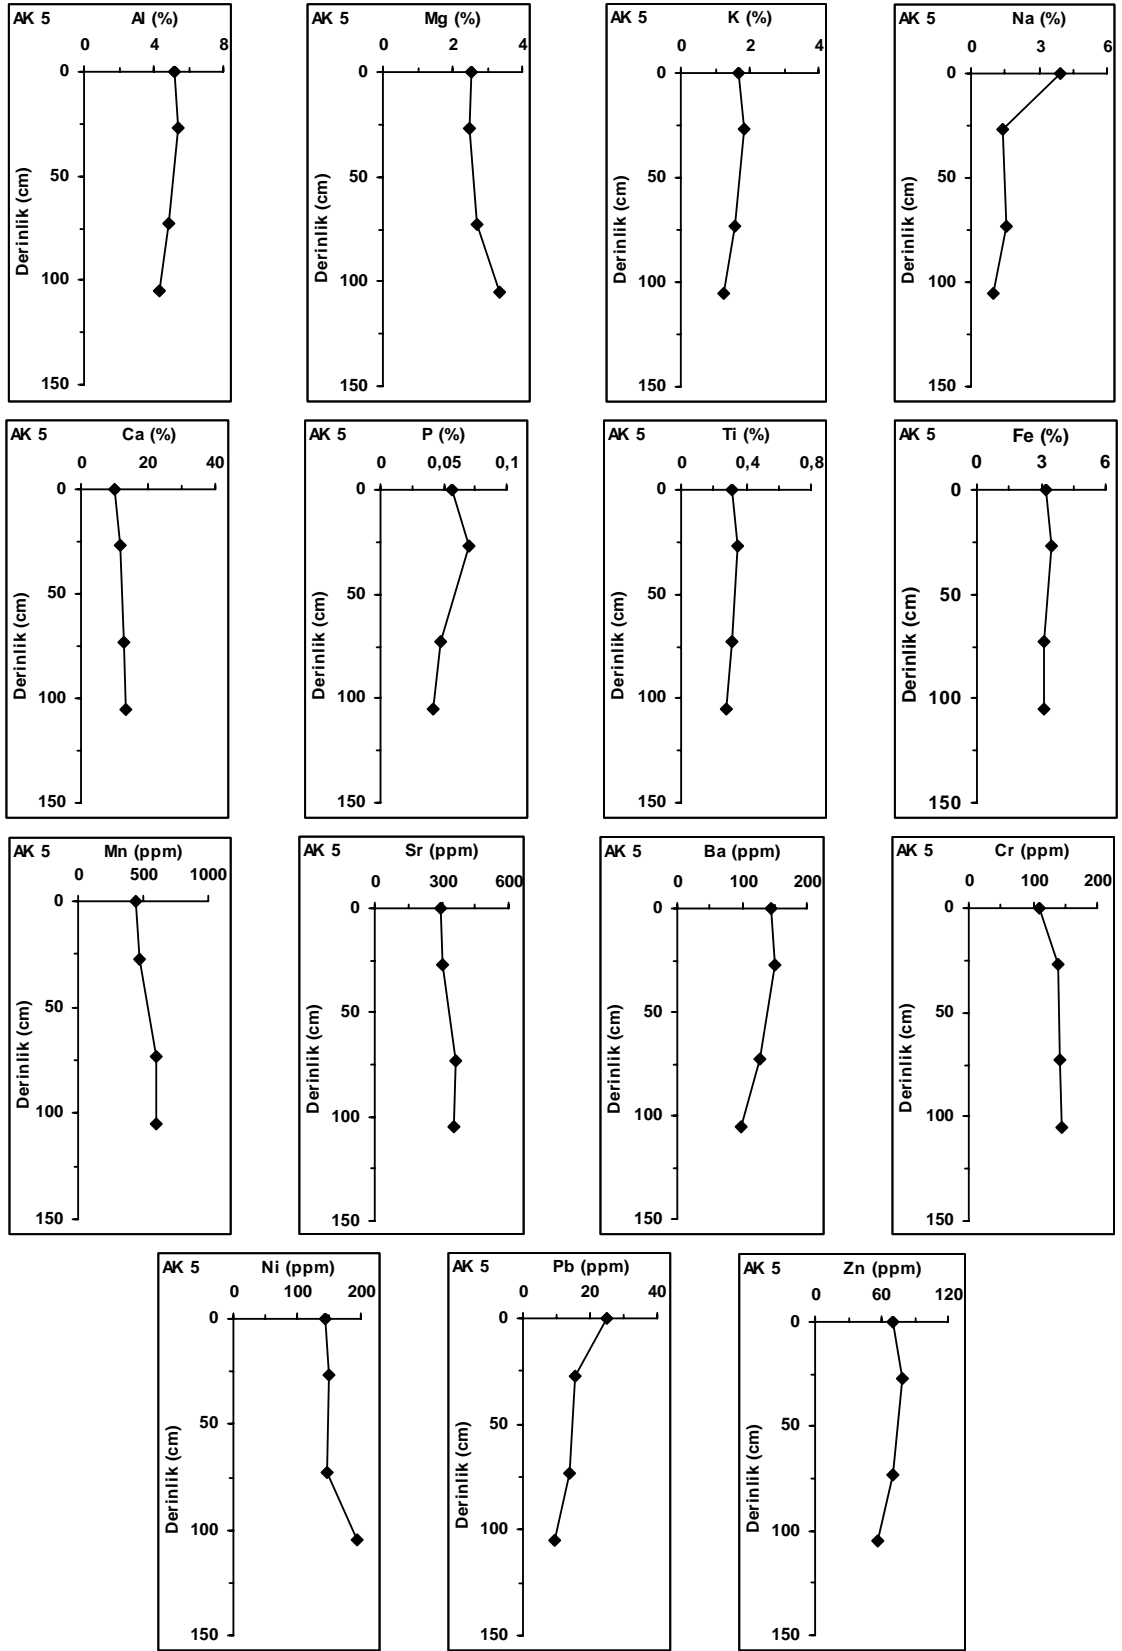 AK 5 Al (%)
0 4 8
0
50
100
150
Derinlik (cm)
AK 5 Mg (%)
0 2 4
0
50
100
150
Derinlik (cm)
AK 5 K (%)
0 2 4
0
50
100
150
Derinlik (cm)
AK 5 Na (%)
0 3 6
0
50
100
150
Derinlik (cm)
AK 5 Ca (%)
0 20 40
0
50
100
150
Derinlik (cm)
AK 5 P (%)
0 0,05 0,1
0
50
100
150
Derinlik (cm)
AK 5 Ti (%)
0 0,4 0,8
0
50
100
150
Derinlik (cm)
AK 5 Fe (%)
0 3 6
0
50
100
150
Derinlik (cm)
AK 5 Mn (ppm)
0 500 1000
0
50
100
150
Derinlik (cm)
AK 5 Sr (ppm)
0 300 600
0
50
100
150
Derinlik (cm)
AK 5 Ba (ppm)
0 100 200
0
50
100
150
Derinlik (cm)
AK 5 Cr (ppm)
0 100 200
0
50
100
150
Derinlik (cm)
AK 5 Ni (ppm)
0 100 200
0
50
100
150
Derinlik (cm)
AK 5 Pb (ppm)
0 20 40
0
50
100
150
Derinlik (cm)
AK 5 Zn (ppm)
0 60 120
0
50
100
150
Derinlik (cm)